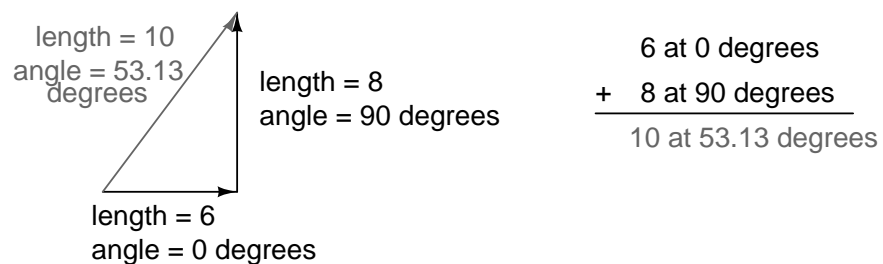 length = 10
angle = 53.13
degrees
length = 8
angle = 90 degrees
length = 6
angle = 0 degrees
6 at 0 degrees
+ 8 at 90 degrees
10 at 53.13 degrees